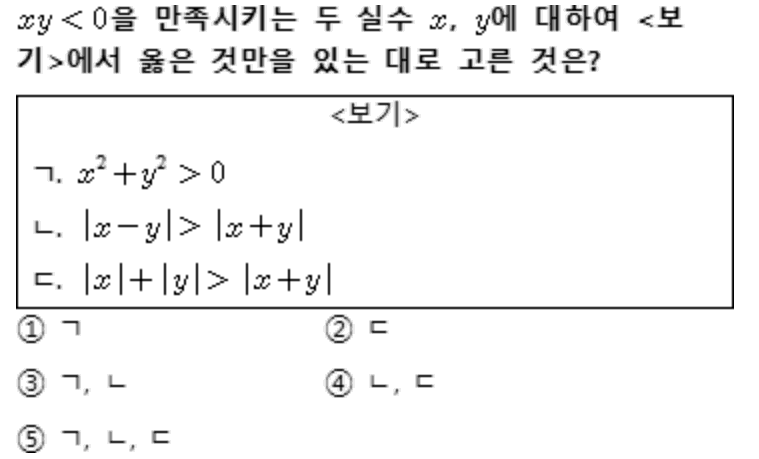 xy < 0을 만족시키는 두 실수 x, y에 대하여 <보
기>에서 옳은 것만을 있는 대로 고른 것은?
<보기>
ㄱ. x² + y² > 0
ㄴ. |x − y| > |x + y|
ㄷ. |x| + |y| > |x + y|
① ㄱ ② ㄷ
③ ㄱ, ㄴ ④ ㄴ, ㄷ
⑤ ㄱ, ㄴ, ㄷ